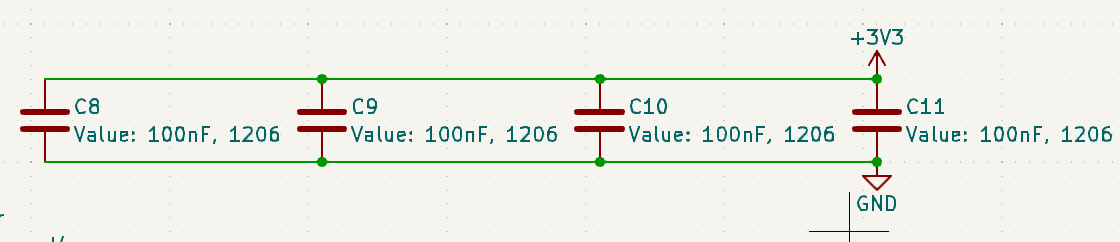 +3V3
C8
Value: 100nF, 1206
C9
Value: 100nF, 1206
C10
Value: 100nF, 1206
C11
Value: 100nF, 1206
GND